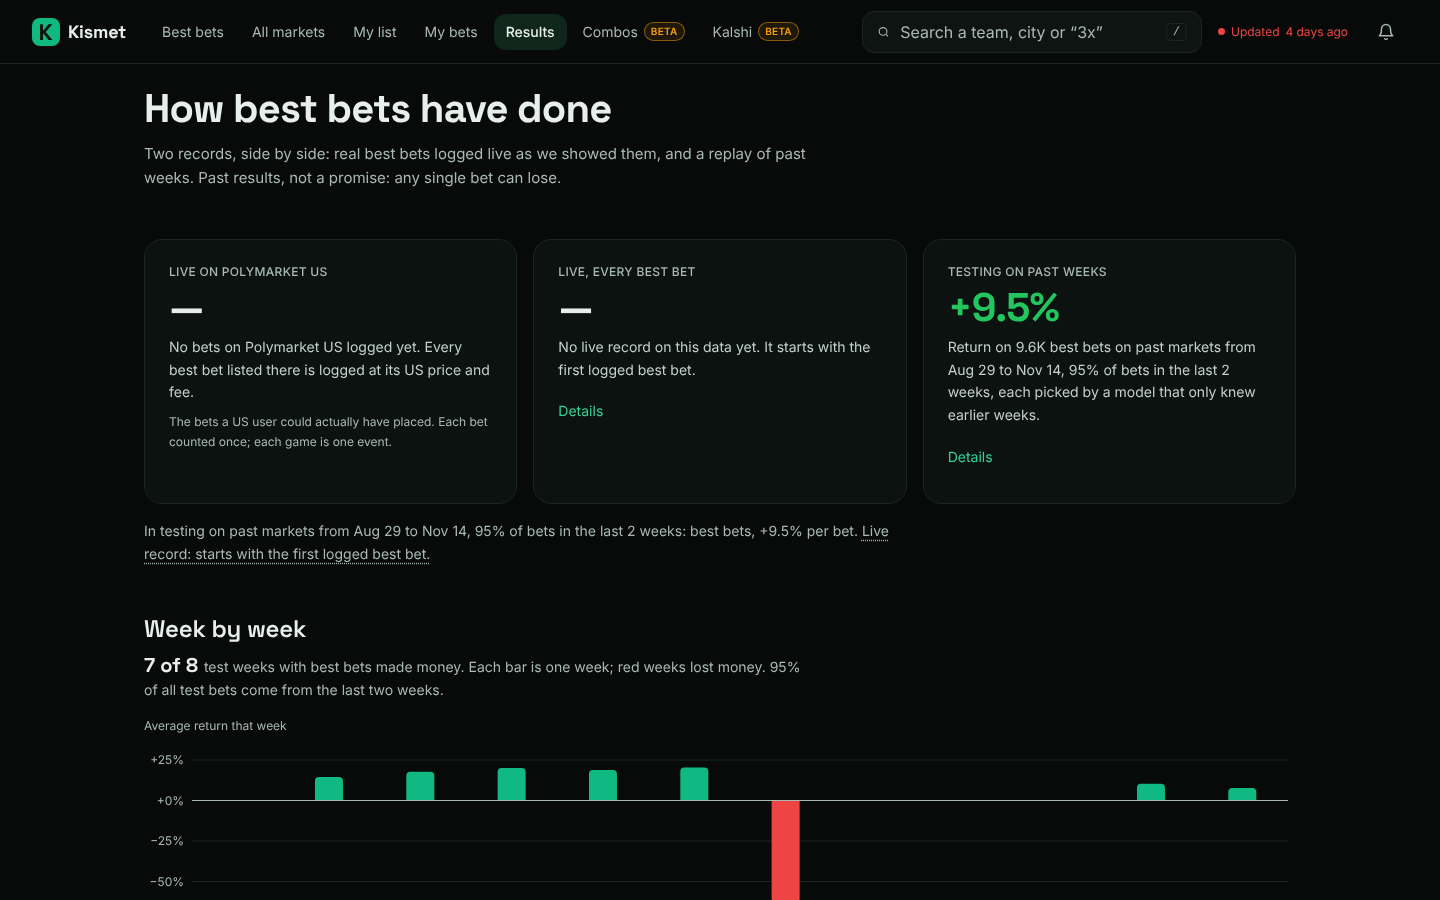 K Kismet Best bets All markets My list My bets Results Combos BETA Kalshi BETA Search a team, city or “3x” / Updated 4 days ago
How best bets have done
Two records, side by side: real best bets logged live as we showed them, and a replay of past
weeks. Past results, not a promise: any single bet can lose.
LIVE ON POLYMARKET US
—
No bets on Polymarket US logged yet. Every
best bet listed there is logged at its US price and
fee.
The bets a US user could actually have placed. Each bet
counted once; each game is one event.
LIVE, EVERY BEST BET
—
No live record on this data yet. It starts with the
first logged best bet.
Details
TESTING ON PAST WEEKS
+9.5%
Return on 9.6K best bets on past markets from
Aug 29 to Nov 14, 95% of bets in the last 2
weeks, each picked by a model that only knew
earlier weeks.
Details
In testing on past markets from Aug 29 to Nov 14, 95% of bets in the last 2 weeks: best bets, +9.5% per bet. Live
record: starts with the first logged best bet.
Week by week
7 of 8 test weeks with best bets made money. Each bar is one week; red weeks lost money. 95%
of all test bets come from the last two weeks.
Average return that week
+25%
+0%
−25%
−50%